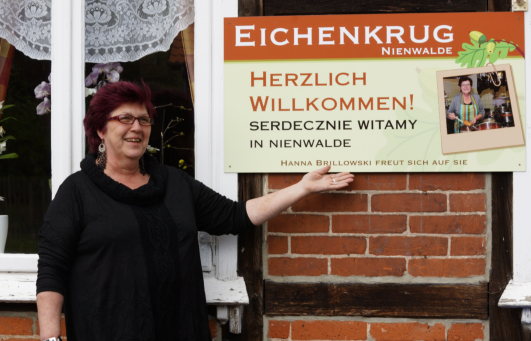 EICHENKRUG
NIENWALDE
HERZLICH
WILLKOMMEN!
SERDECZNIE WITAMY
IN NIENWALDE
HANNA BRILLOWSKI FREUT SICH AUF SIE